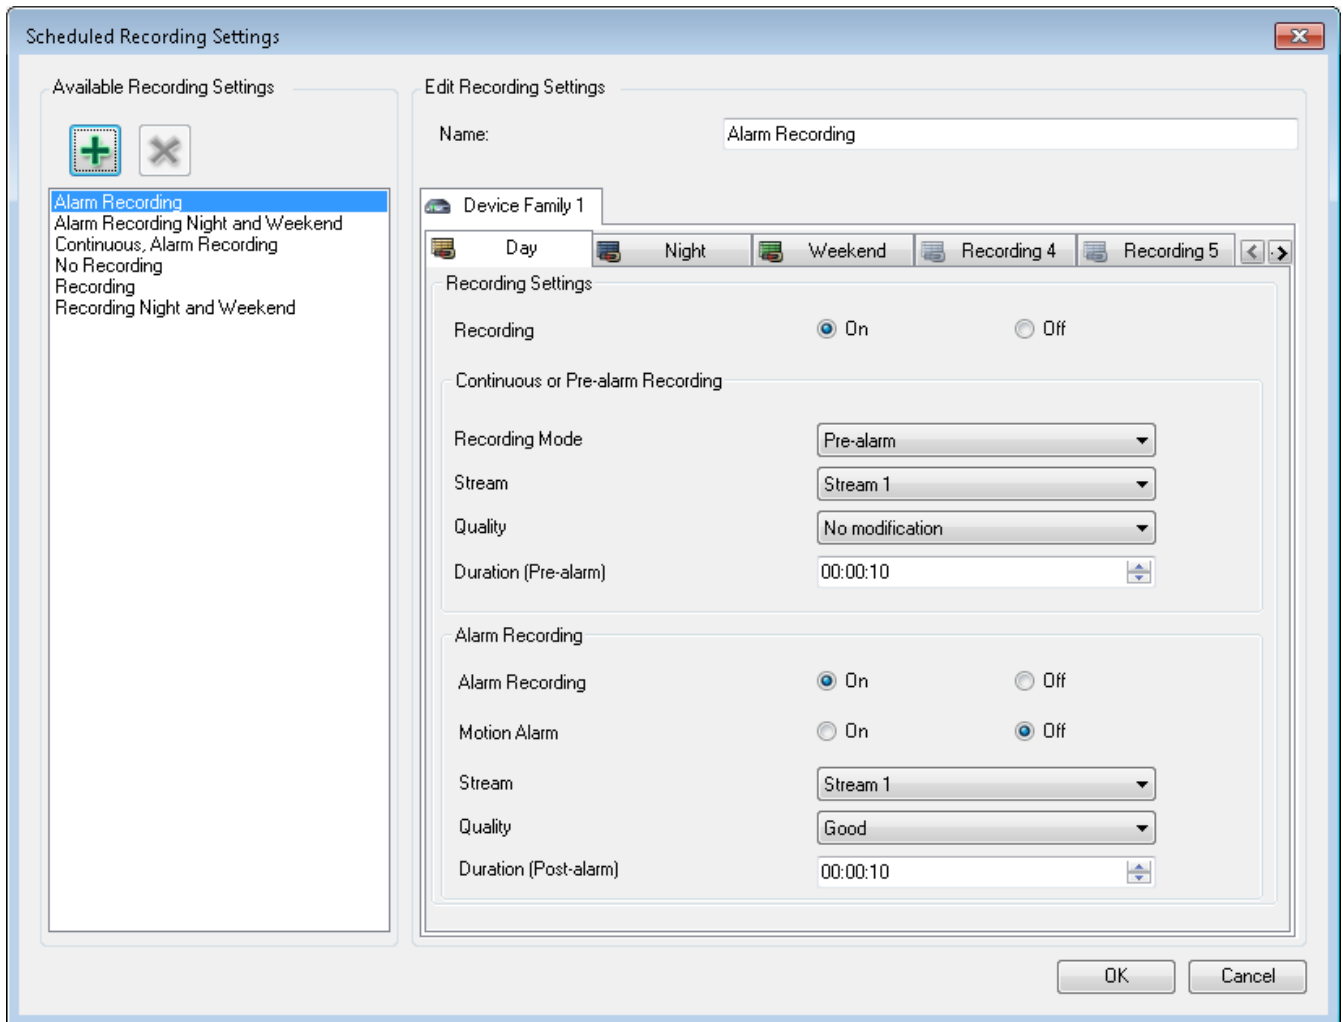 Scheduled Recording Settings
Available Recording Settings
Alarm Recording
Alarm Recording Night and Weekend
Continuous, Alarm Recording
No Recording
Recording
Recording Night and Weekend
Edit Recording Settings
Name: Alarm Recording
Device Family 1
Day Night Weekend Recording 4 Recording 5
Recording Settings
Recording On Off
Continuous or Pre-alarm Recording
Recording Mode Pre-alarm
Stream Stream 1
Quality No modification
Duration (Pre-alarm) 00:00:10
Alarm Recording
Alarm Recording On Off
Motion Alarm On Off
Stream Stream 1
Quality Good
Duration (Post-alarm) 00:00:10
OK Cancel